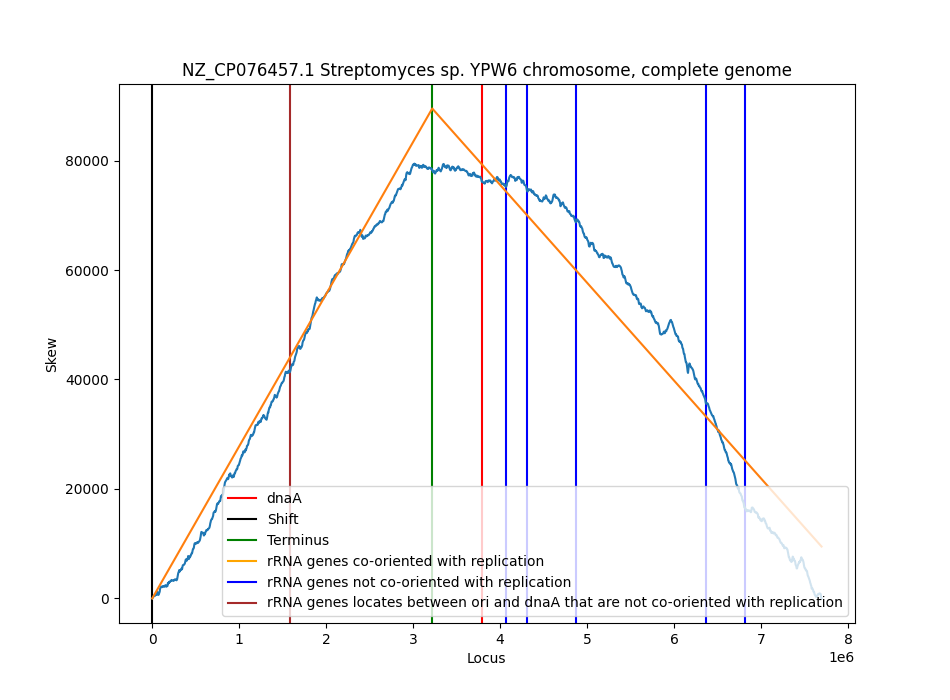 NZ_CP076457.1 Streptomyces sp. YPW6 chromosome, complete genome
Skew
80000
60000
40000
20000
0
dnaA
Shift
Terminus
rRNA genes co-oriented with replication
rRNA genes not co-oriented with replication
rRNA genes locates between ori and dnaA that are not co-oriented with replication
0 1 2 3 4 5 6 7 8
Locus
1e6